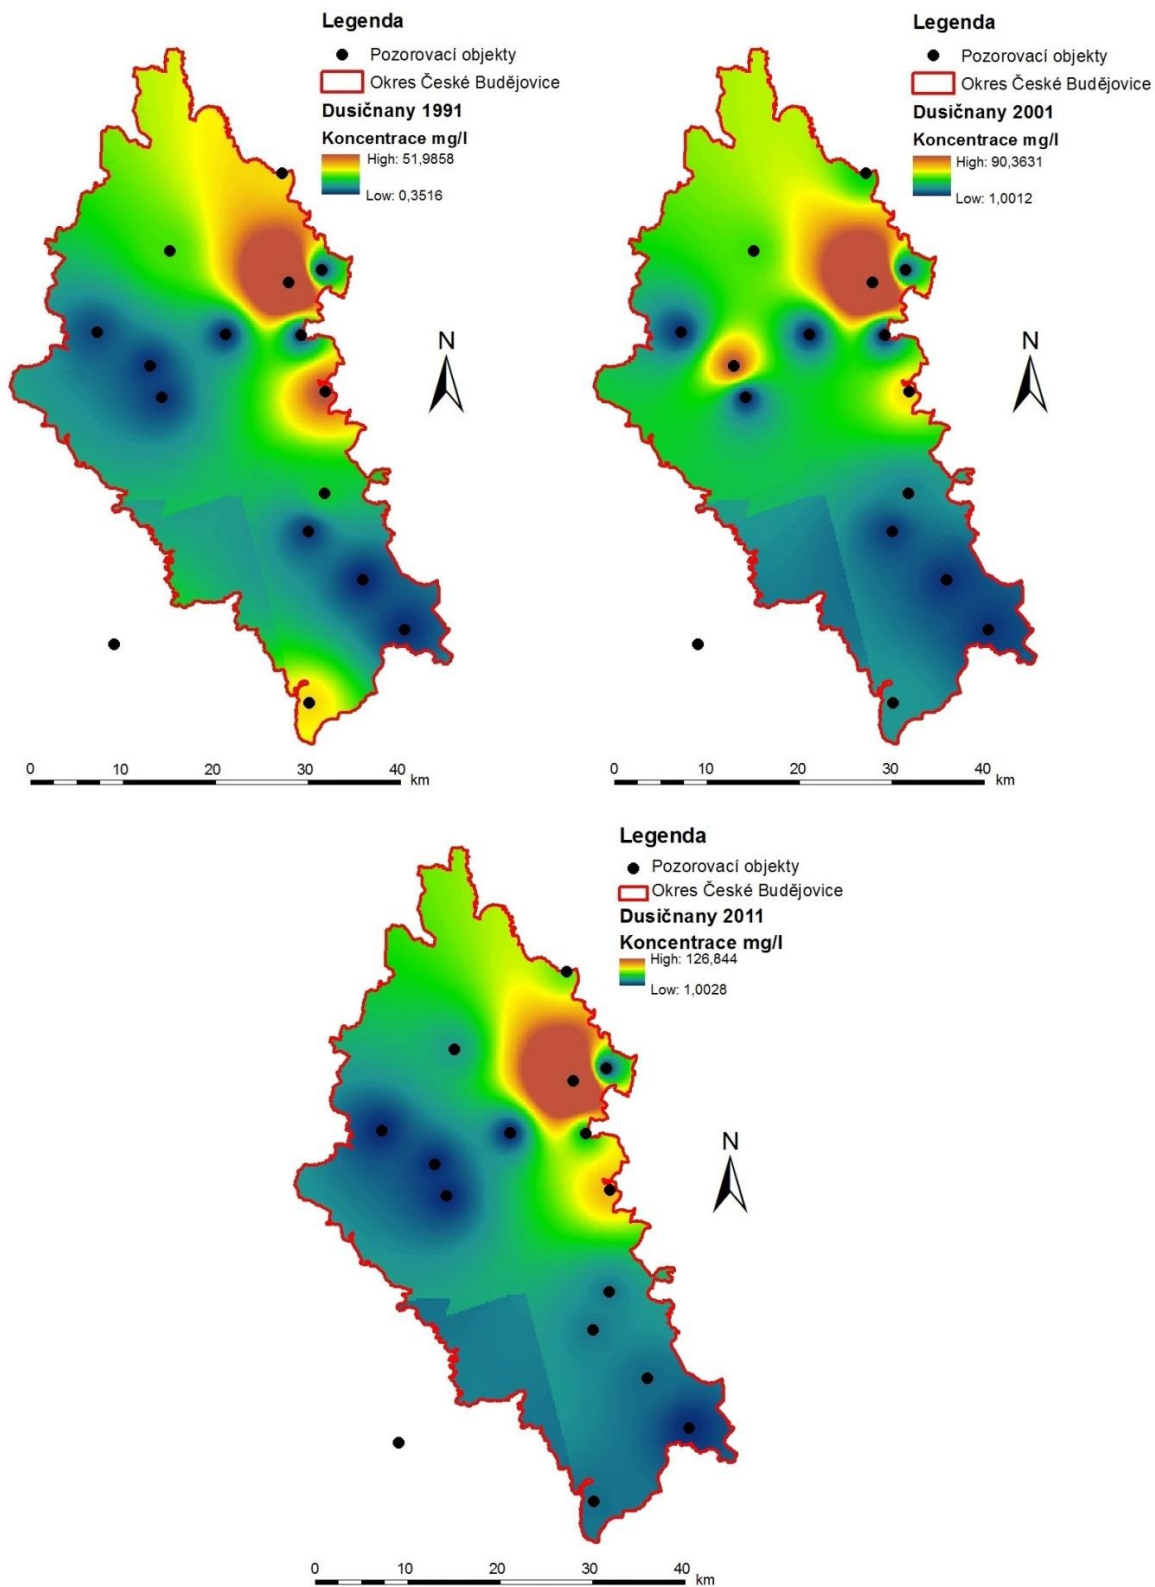 Legenda
Pozorovací objekty
Okres České Budějovice
Dusičnany 1991
Koncentrace mg/l
High: 51,9858
Low: 0,3516
N
0 10 20 30 40 km
Legenda
Pozorovací objekty
Okres České Budějovice
Dusičnany 2001
Koncentrace mg/l
High: 90,3631
Low: 1,0012
N
0 10 20 30 40 km
Legenda
Pozorovací objekty
Okres České Budějovice
Dusičnany 2011
Koncentrace mg/l
High: 126,844
Low: 1,0028
N
0 10 20 30 40 km